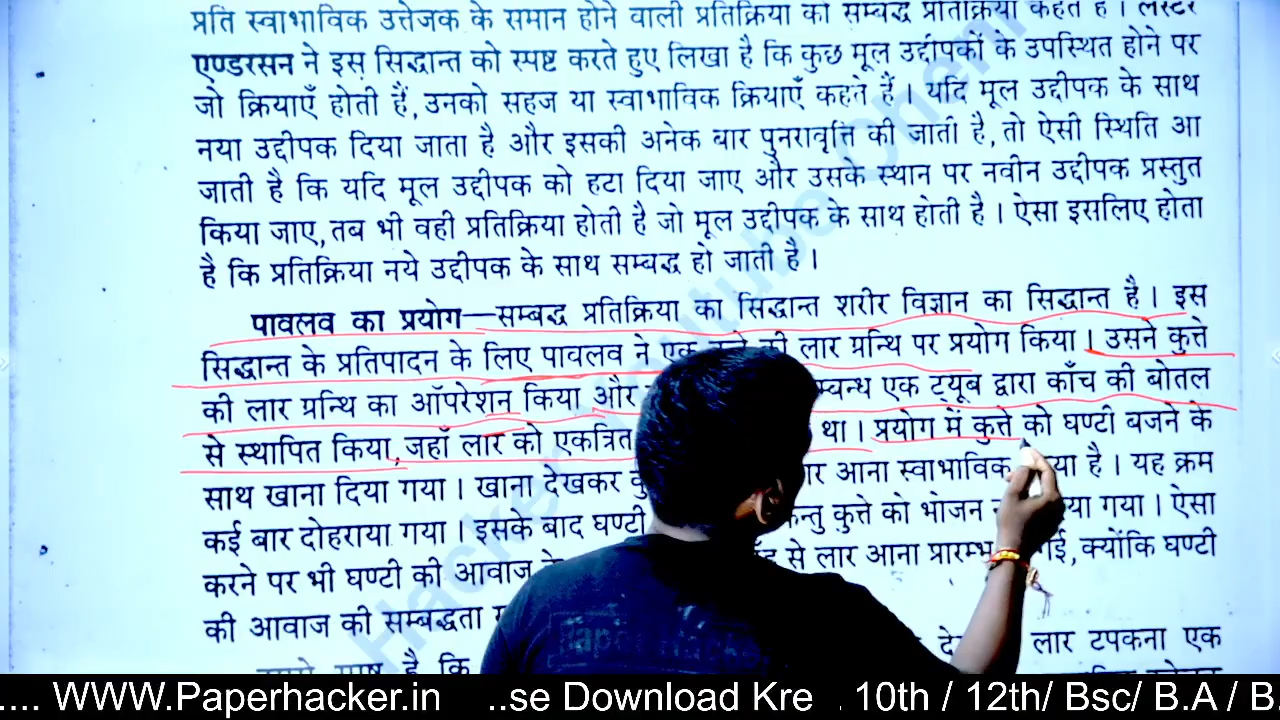 प्रति स्वाभाविक उत्तेजक के समान होने वाली प्रतिक्रिया को सम्बद्ध प्रतिक्रिया कहते हैं । लेस्टर
एण्डरसन ने इस सिद्धान्त को स्पष्ट करते हुए लिखा है कि कुछ मूल उद्दीपकों के उपस्थित होने पर
जो क्रियाएँ होती हैं, उनको सहज या स्वाभाविक क्रियाएँ कहते हैं । यदि मूल उद्दीपक के साथ
नया उद्दीपक दिया जाता है और इसकी अनेक बार पुनरावृत्ति की जाती है, तो ऐसी स्थिति आ
जाती है कि यदि मूल उद्दीपक को हटा दिया जाए और उसके स्थान पर नवीन उद्दीपक प्रस्तुत
किया जाए, तब भी वही प्रतिक्रिया होती है जो मूल उद्दीपक के साथ होती है । ऐसा इसलिए होता
है कि प्रतिक्रिया नये उद्दीपक के साथ सम्बद्ध हो जाती है ।
पावलव का प्रयोग—सम्बद्ध प्रतिक्रिया का सिद्धान्त शरीर विज्ञान का सिद्धान्त है । इस
सिद्धान्त के प्रतिपादन के लिए पावलव ने एक कुत्ते की लार ग्रन्थि पर प्रयोग किया । उसने कुत्ते
की लार ग्रन्थि का ऑपरेशन किया और म्बन्ध एक ट्यूब द्वारा काँच की बोतल
से स्थापित किया, जहाँ लार को एकत्रित था । प्रयोग में कुत्ते को घण्टी बजने के
साथ खाना दिया गया । खाना देखकर आना स्वाभाविक है । यह क्रम
कई बार दोहराया गया । इसके बाद घण्टी कुत्ते को भोजन गया । ऐसा
करने पर भी घण्टी की आवाज से लार आना प्रारम्भ गई, क्योंकि घण्टी
की आवाज की सम्बद्धता
है कि लार टपकना एक
Hacker Youtube Channel
Paper Hacker
.... WWW.Paperhacker.in ..se Download Kre . 10th / 12th/ Bsc/ B.A / B.